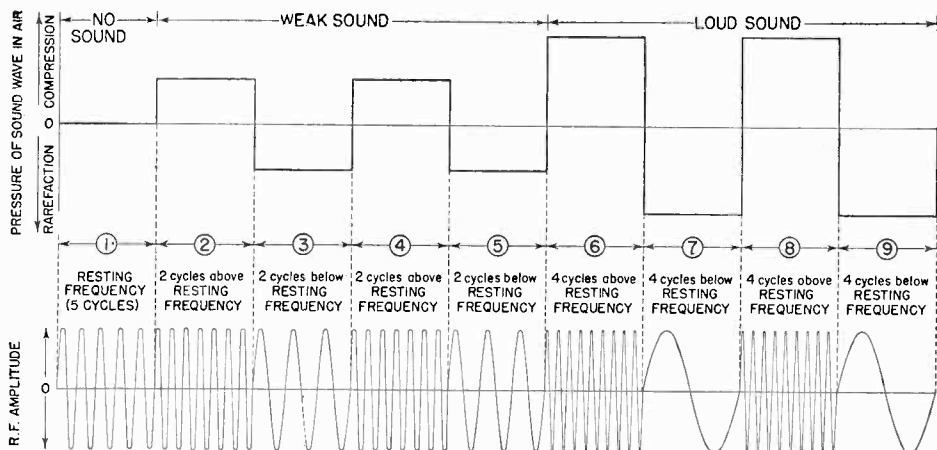 NO SOUND
WEAK SOUND
LOUD SOUND
PRESSURE OF SOUND WAVE IN AIR
COMPRESSION
0
RAREFACTION
1 2 3 4 5 6 7 8 9
RESTING
FREQUENCY
(5 CYCLES)
2 cycles above
RESTING
FREQUENCY
2 cycles below
RESTING
FREQUENCY
2 cycles above
RESTING
FREQUENCY
2 cycles below
RESTING
FREQUENCY
4 cycles above
RESTING
FREQUENCY
4 cycles below
RESTING
FREQUENCY
4 cycles above
RESTING
FREQUENCY
4 cycles below
RESTING
FREQUENCY
R.F. AMPLITUDE
0